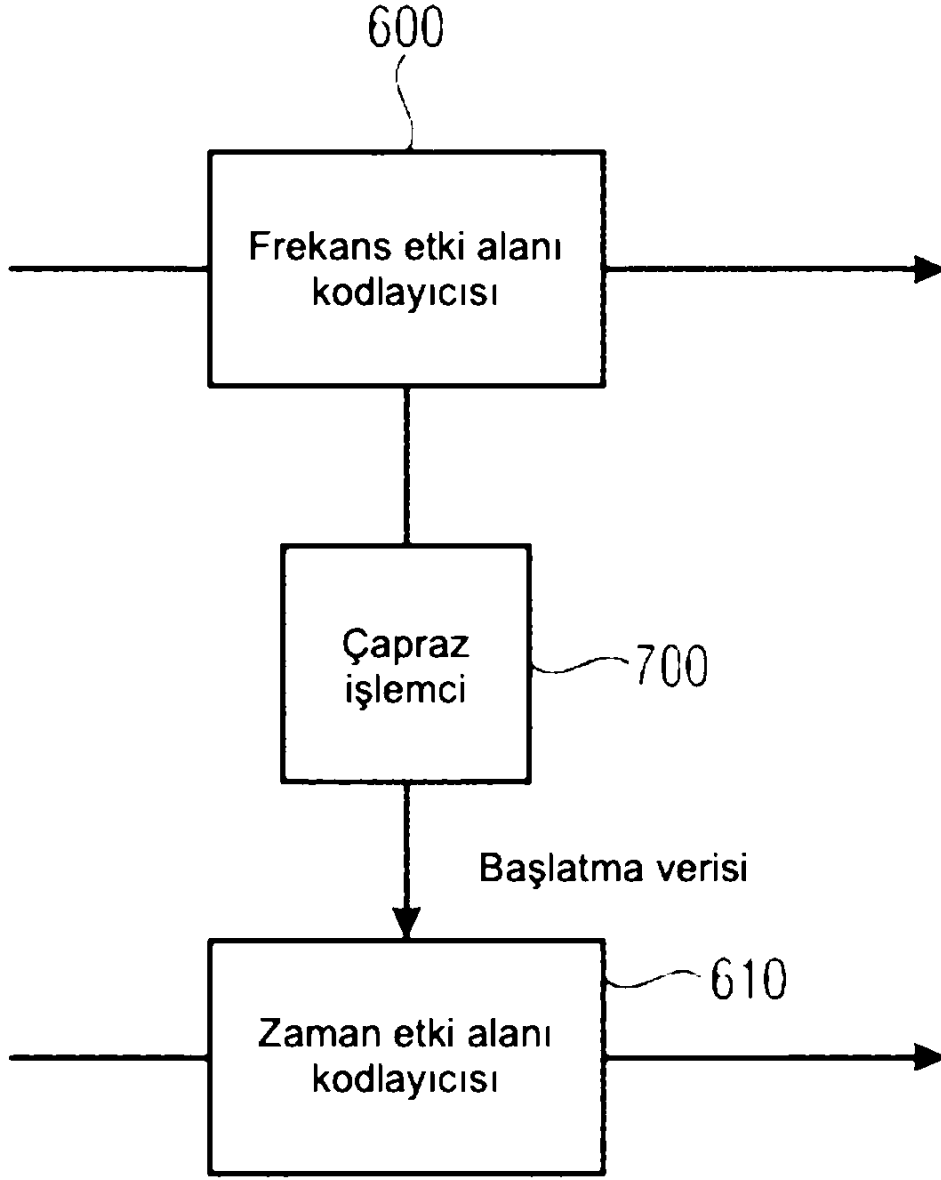 600
Frekans etki alanı
kodlayıcısı
Çapraz
işlemci
700
Başlatma verisi
610
Zaman etki alanı
kodlayıcısı